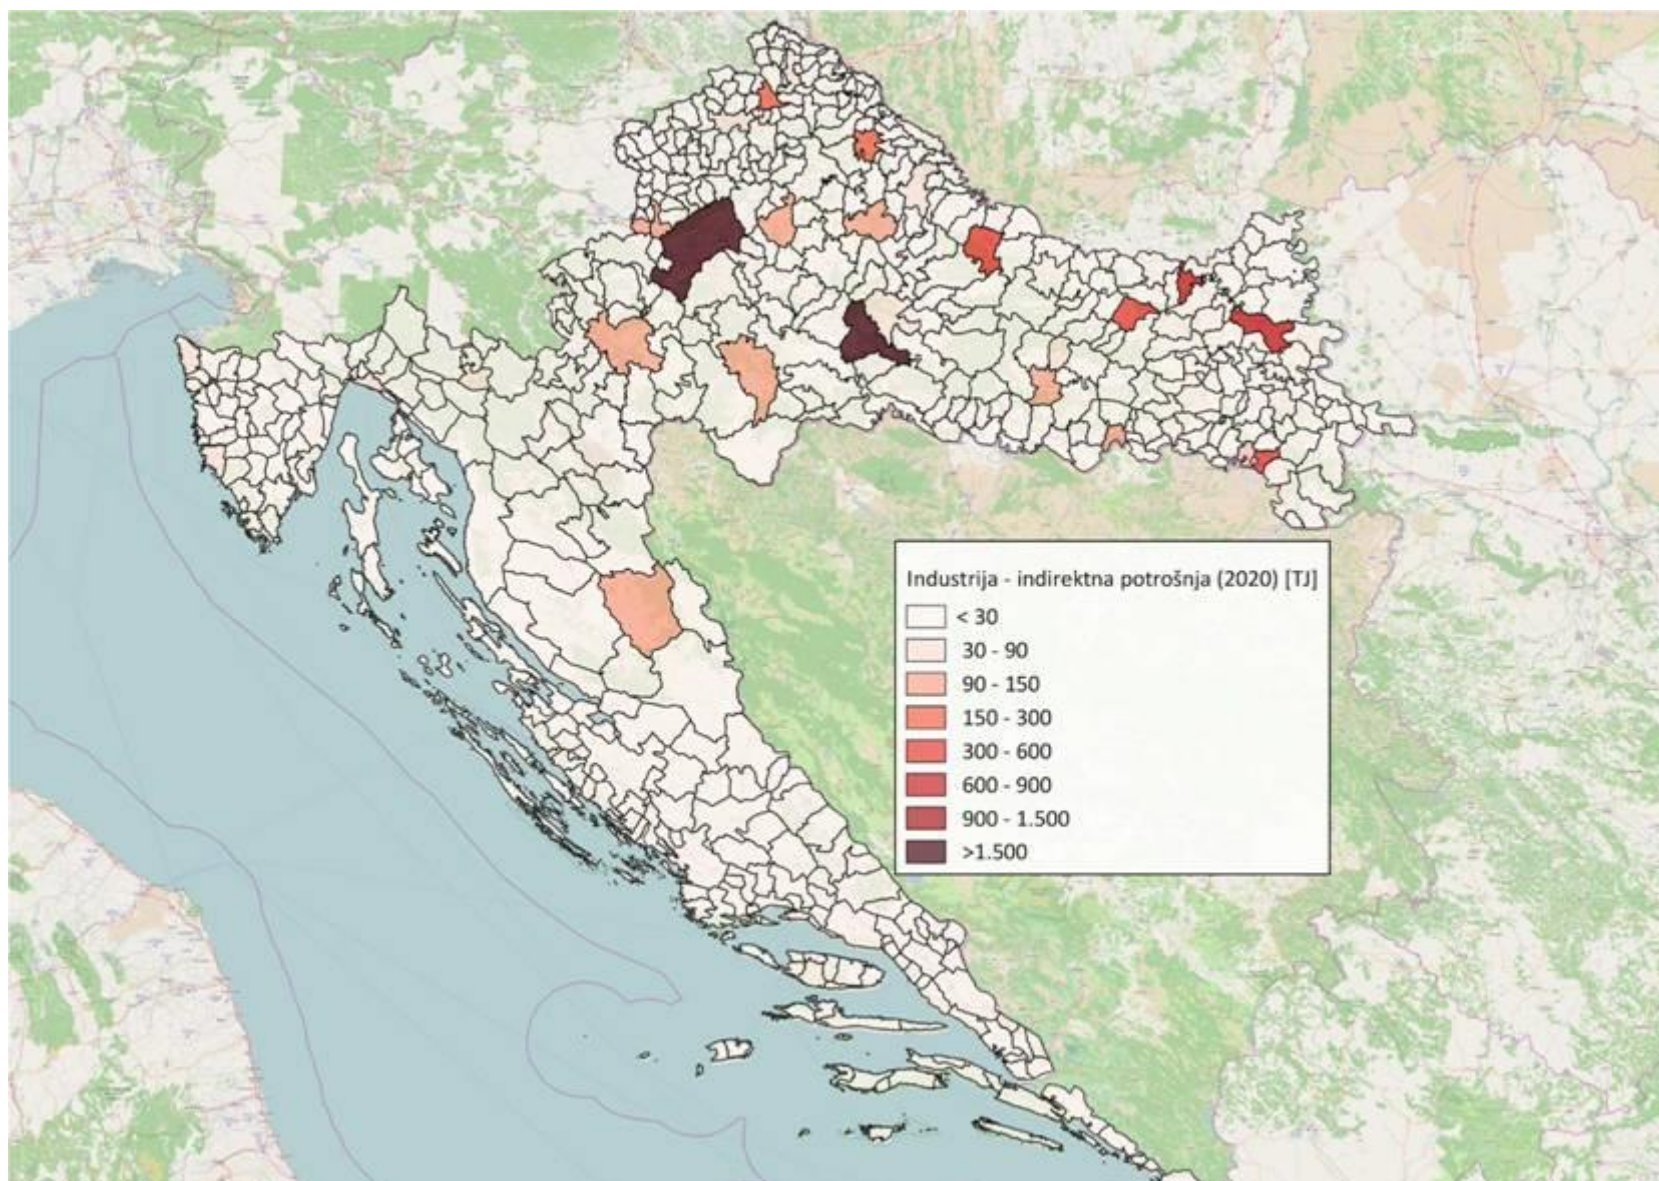 Industrija - indirektna potrošnja (2020) [TJ]
< 30
30 - 90
90 - 150
150 - 300
300 - 600
600 - 900
900 - 1.500
>1.500